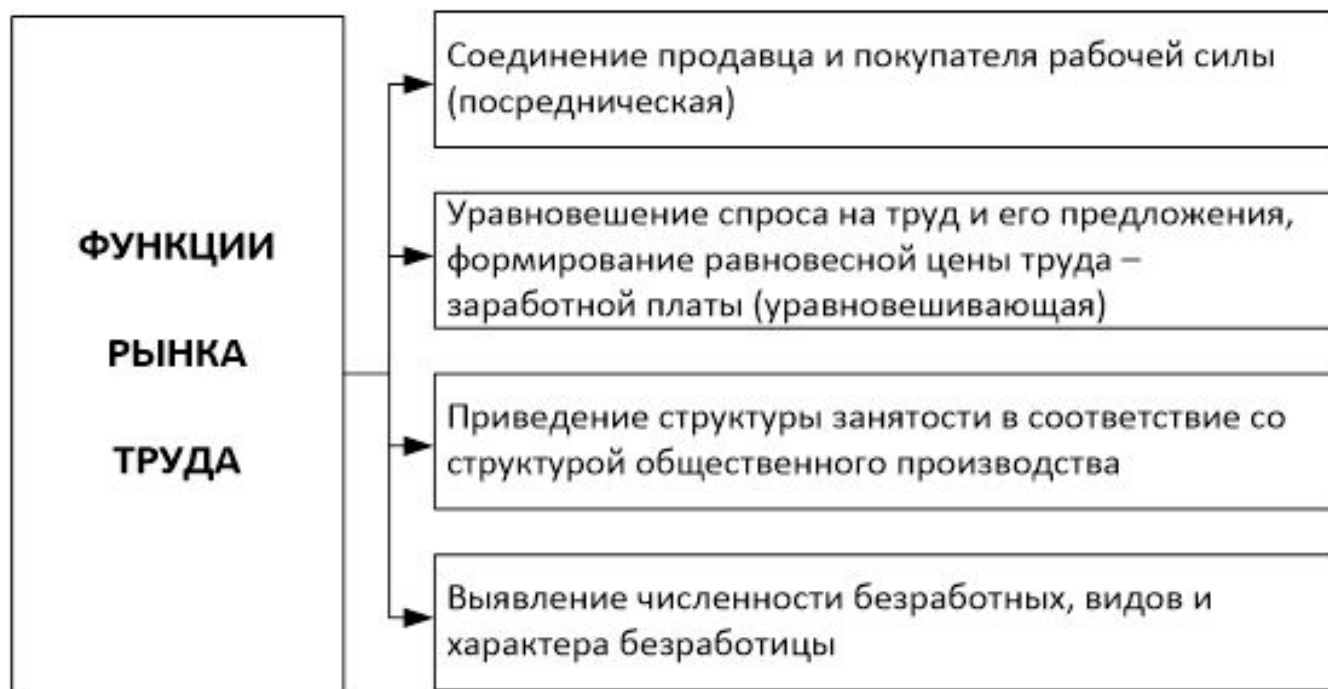 ФУНКЦИИ
РЫНКА
ТРУДА
Соединение продавца и покупателя рабочей силы
(посредническая)
Уравновешение спроса на труд и его предложения,
формирование равновесной цены труда –
заработной платы (уравновешивающая)
Приведение структуры занятости в соответствие со
структурой общественного производства
Выявление численности безработных, видов и
характера безработицы